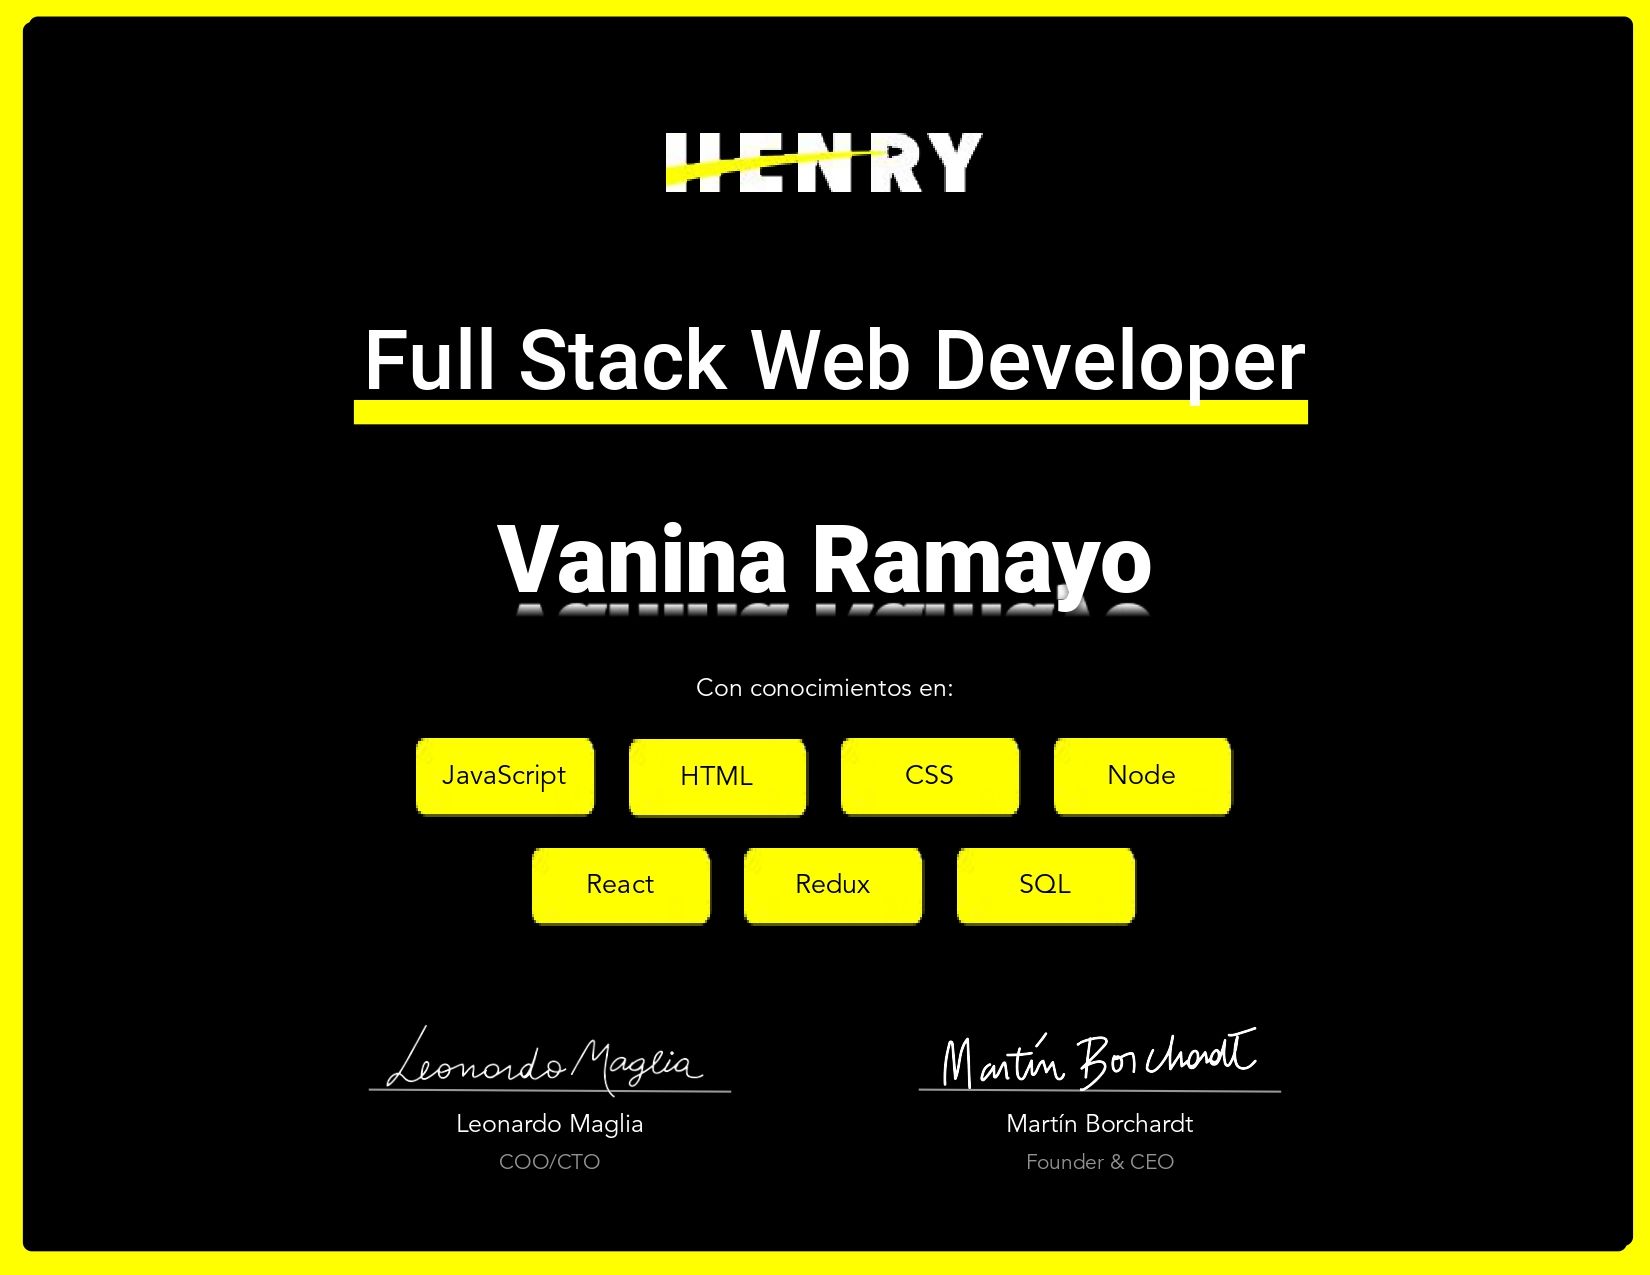 HENRY
Full Stack Web Developer
Vanina Ramayo
Con conocimientos en:
JavaScript HTML CSS Node
React Redux SQL
Leonardo Maglia Martín Borchardt
Leonardo Maglia Martín Borchardt
COO/CTO Founder & CEO